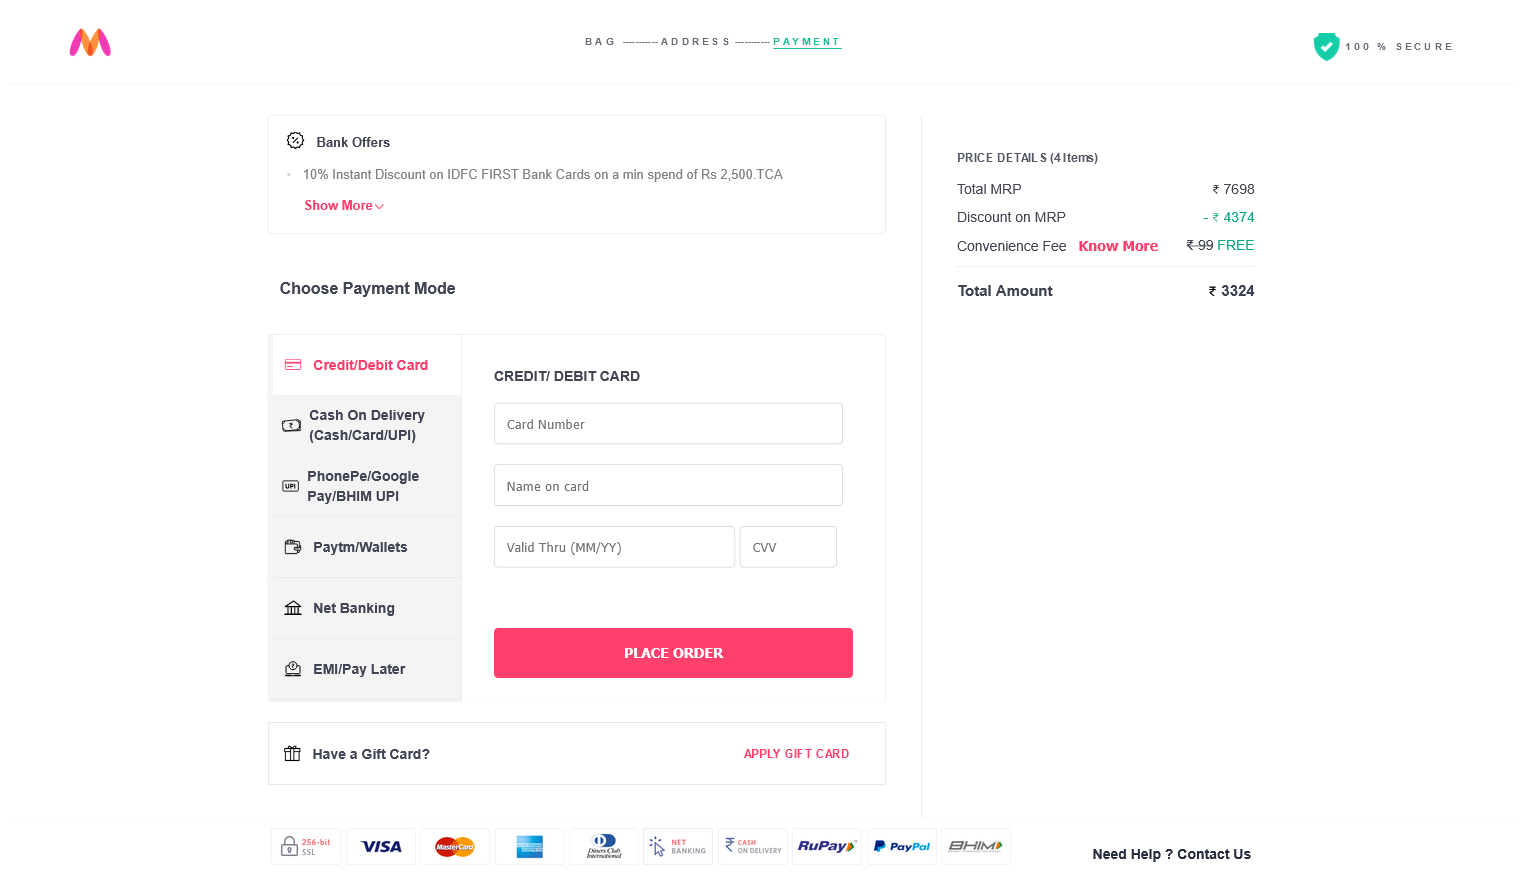 BAG ----------- ADDRESS ----------- PAYMENT
100 % SECURE
Bank Offers
10% Instant Discount on IDFC FIRST Bank Cards on a min spend of Rs 2,500.TCA
Show More
Choose Payment Mode
Credit/Debit Card
Cash On Delivery
(Cash/Card/UPI)
UPI
PhonePe/Google
Pay/BHIM UPI
Paytm/Wallets
Net Banking
EMI/Pay Later
CREDIT/ DEBIT CARD
Card Number
Name on card
Valid Thru (MM/YY) CVV
PLACE ORDER
Have a Gift Card? APPLY GIFT CARD
PRICE DETAILS (4 Items)
Total MRP ₹ 7698
Discount on MRP - ₹ 4374
Convenience Fee Know More ₹ 99 FREE
Total Amount ₹ 3324
256-bit
SSL
VISA
MasterCard
AMERICAN EXPRESS
Diners Club
International
NET
BANKING
CASH
ON DELIVERY
RuPay
PayPal
BHIM
Need Help ? Contact Us